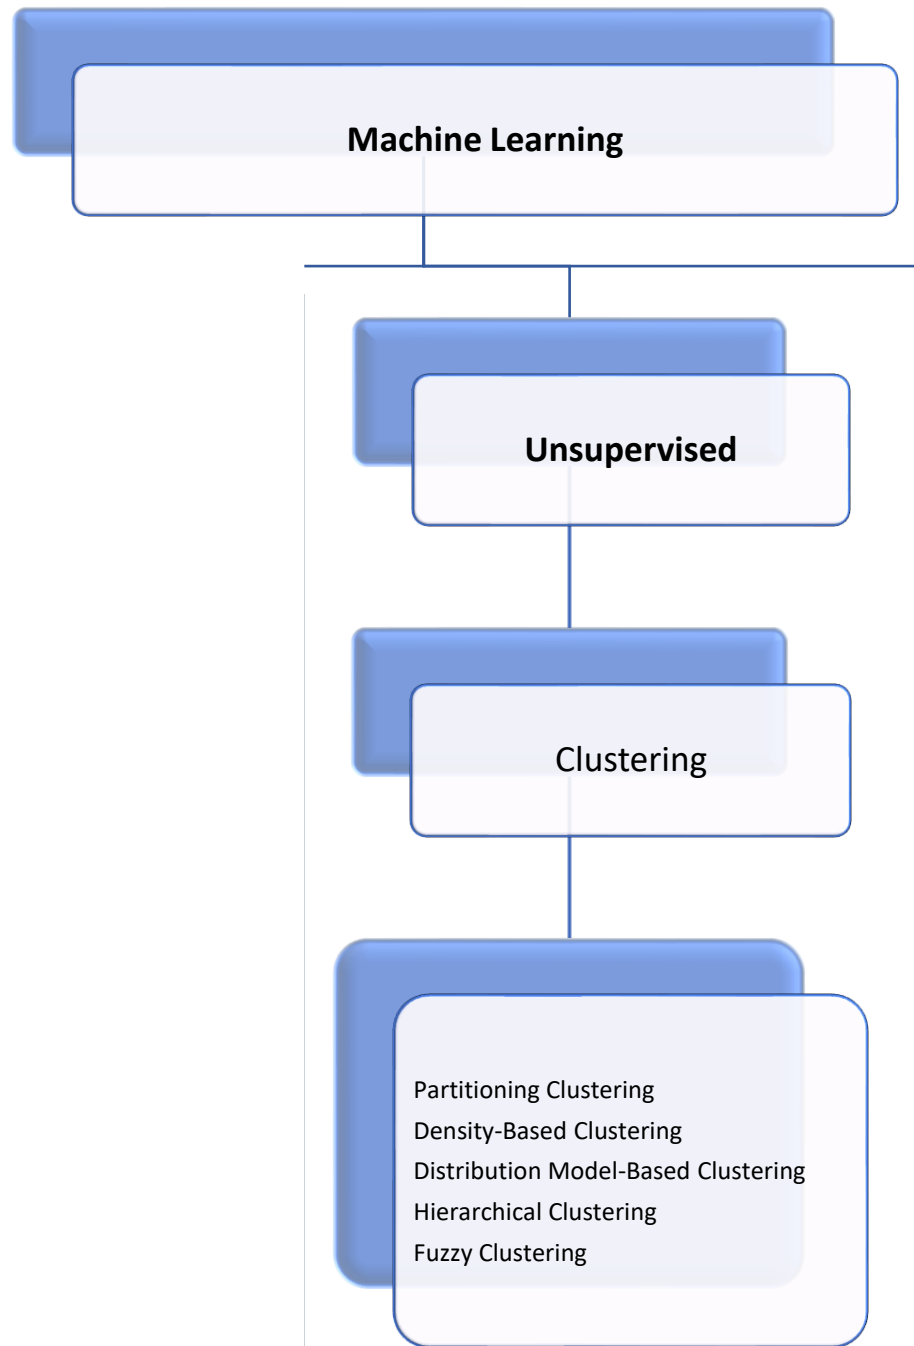 Machine Learning
Unsupervised
Clustering
Partitioning Clustering
Density-Based Clustering
Distribution Model-Based Clustering
Hierarchical Clustering
Fuzzy Clustering